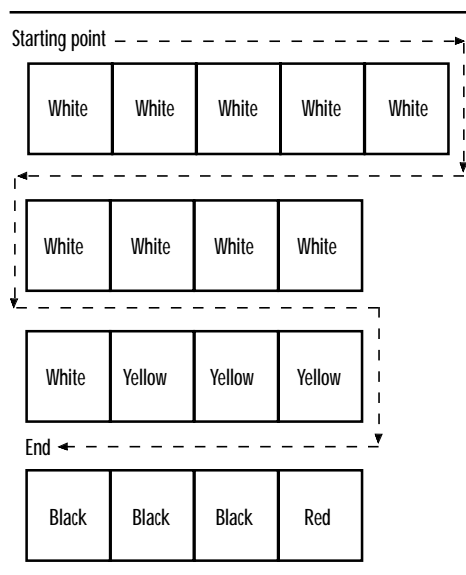 Starting point
White White White White White
White White White White
White Yellow Yellow Yellow
End
Black Black Black Red